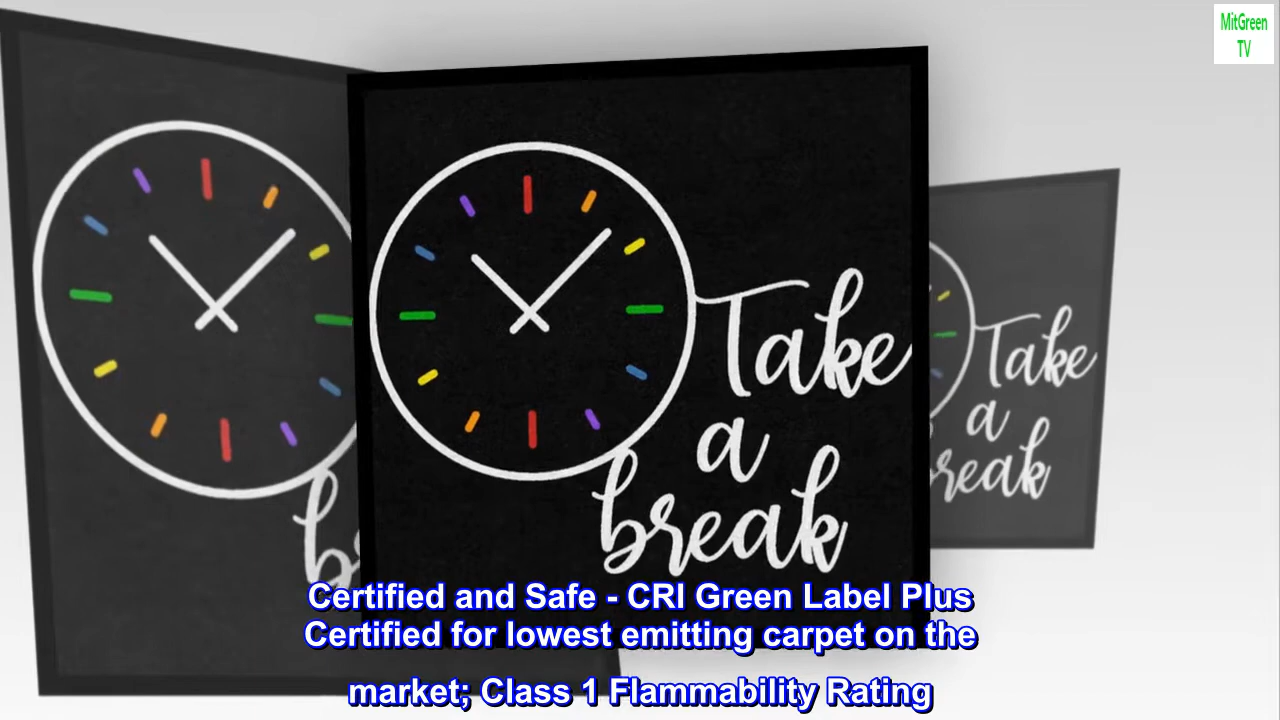 MitGreen
TV
Take
a
break
br
Take
a
break
Certified and Safe - CRI Green Label Plus
Certified for lowest emitting carpet on the
market; Class 1 Flammability Rating